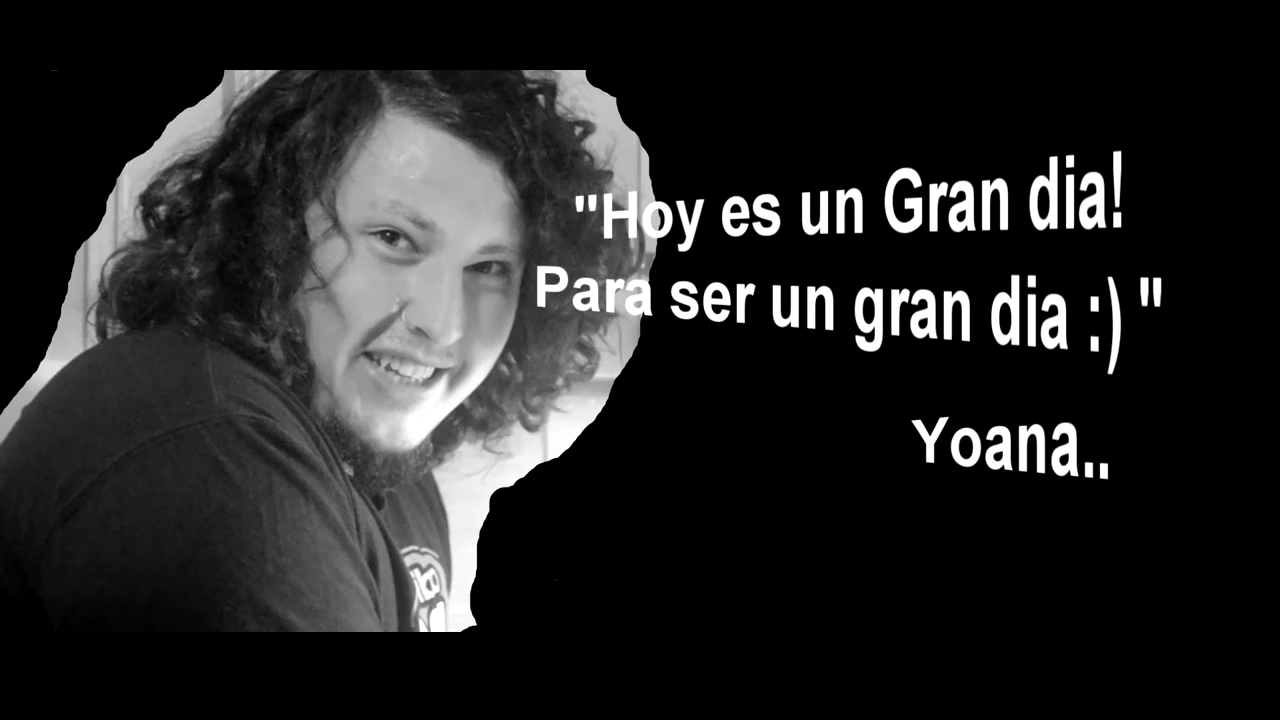 "Hoy es un Gran dia!
Para ser un gran dia :) "
Yoana..